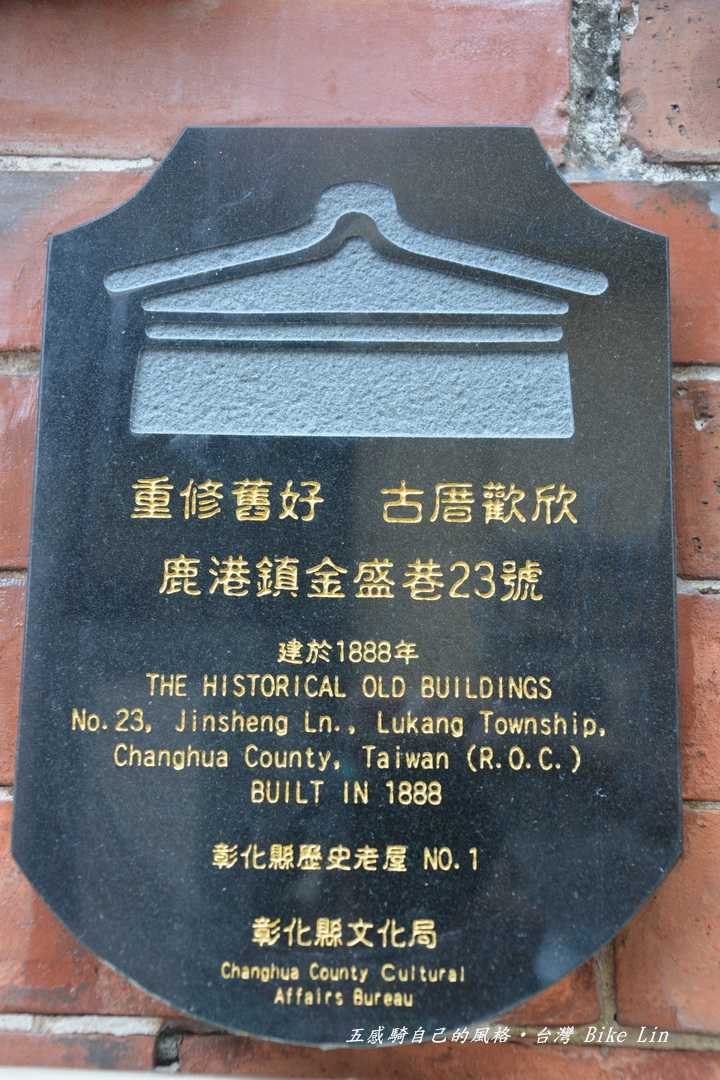 重修舊好　古厝歡欣
鹿港鎮金盛巷23號
建於1888年
THE HISTORICAL OLD BUILDINGS
No.23, Jinsheng Ln., Lukang Township,
Changhua County, Taiwan (R.O.C.)
BUILT IN 1888
彰化縣歷史老屋 NO.1
彰化縣文化局
Changhua County Cultural
Affairs Bureau
五感騎自己的風格・台灣 Bike Lin